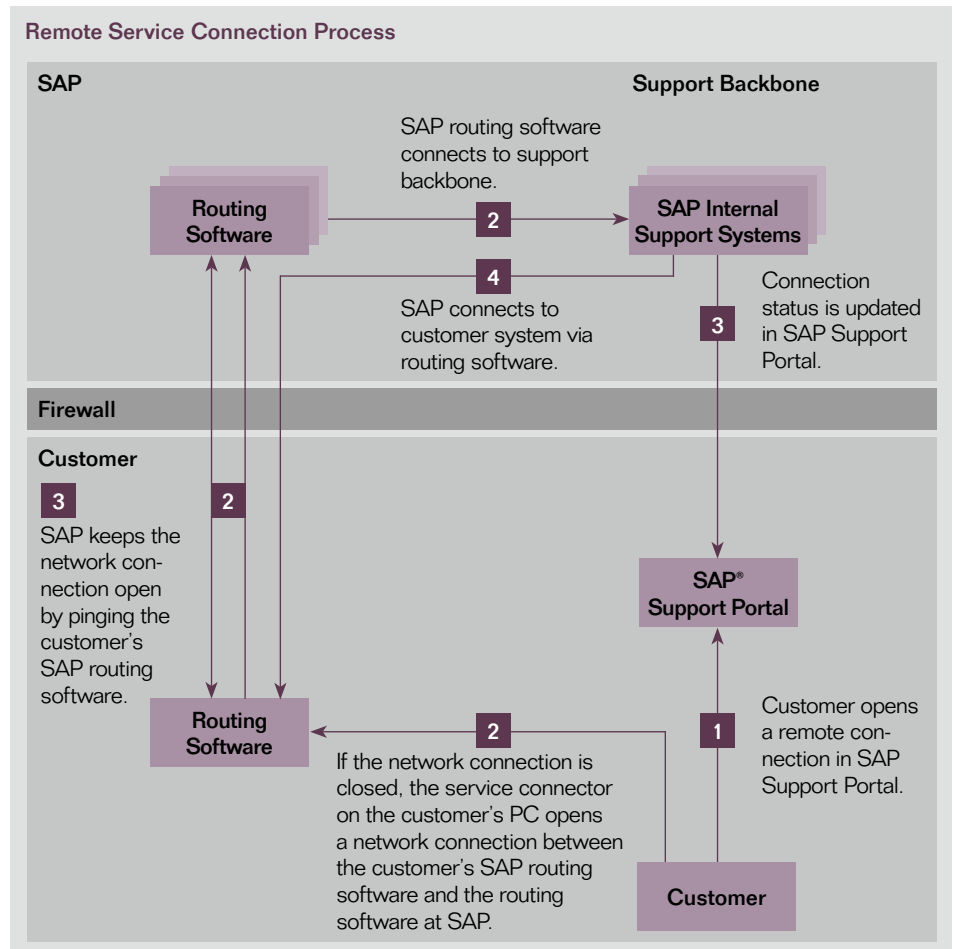 Remote Service Connection Process
SAP
Support Backbone
SAP routing software
connects to support
backbone.
Routing
Software
2
SAP Internal
Support Systems
4
SAP connects to
customer system via
routing software.
3
Connection
status is updated
in SAP Support
Portal.
Firewall
Customer
3
SAP keeps the
network con-
nection open
by pinging the
customer's
SAP routing
software.
2
SAP®
Support Portal
Routing
Software
2
If the network connection is
closed, the service connector
on the customer's PC opens
a network connection between
the customer's SAP routing
software and the routing
software at SAP.
1
Customer opens
a remote con-
nection in SAP
Support Portal.
Customer